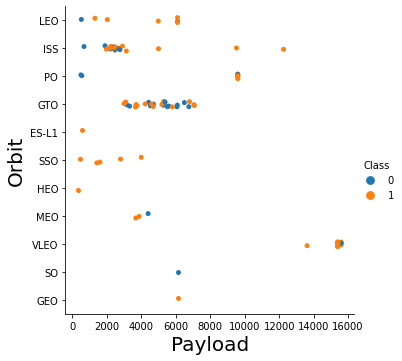 LEO
ISS
PO
GTO
ES-L1
SSO
HEO
MEO
VLEO
SO
GEO
Orbit
0 2000 4000 6000 8000 10000 12000 14000 16000
Payload
Class
0
1